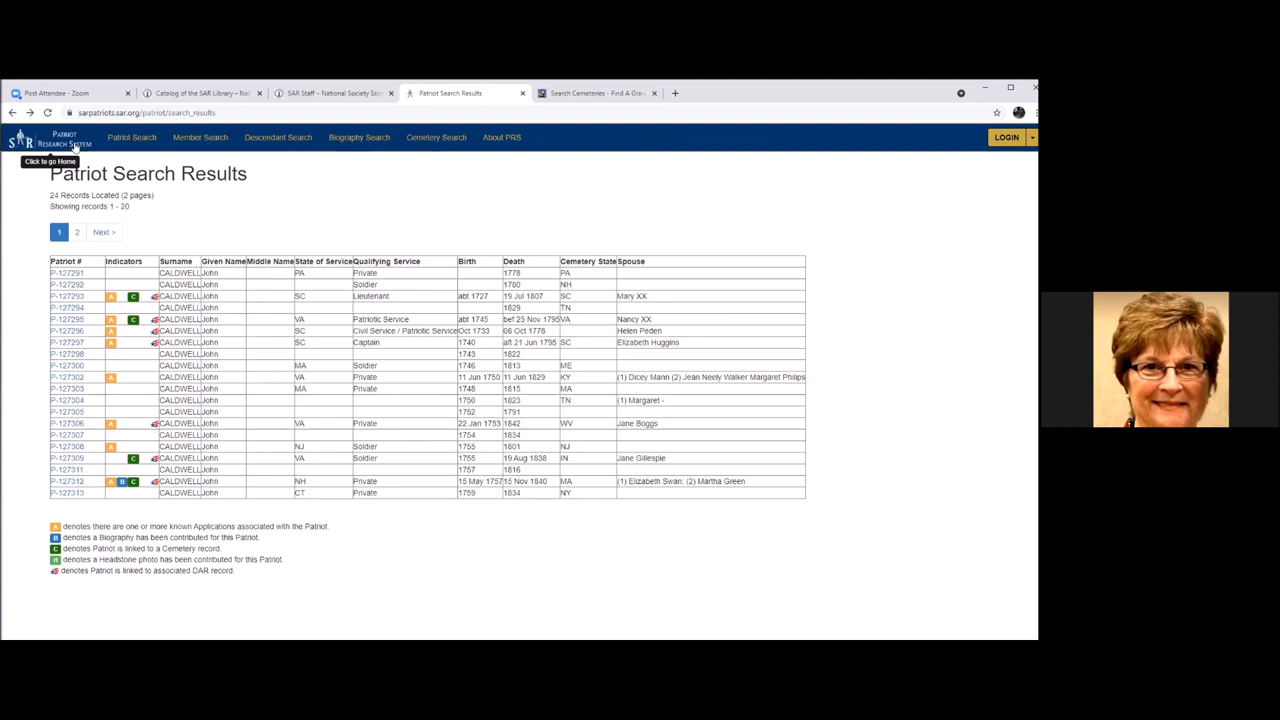 Post Attendee - Zoom
Catalog of the SAR Library – Nat
SAR Staff – National Society Sons
Patriot Search Results
Search Cemeteries - Find A Grave
sarpatriots.sar.org/patriot/search_results
SAR PATRIOT RESEARCH SYSTEM
Patriot Search Member Search Descendant Search Biography Search Cemetery Search About PRS LOGIN
Click to go Home
Patriot Search Results
24 Records Located (2 pages)
Showing records 1 - 20
1 2 Next >
Patriot # Indicators Surname Given Name Middle Name State of Service Qualifying Service Birth Death Cemetery State Spouse
P-127291 CALDWELL John PA Private 1778 PA
P-127292 CALDWELL John Soldier 1780 NH
P-127293 A C CALDWELL John SC Lieutenant abt 1727 19 Jul 1807 SC Mary XX
P-127294 CALDWELL John 1829 TN
P-127295 A C CALDWELL John VA Patriotic Service abt 1745 bef 25 Nov 1795 VA Nancy XX
P-127296 A CALDWELL John SC Civil Service / Patriotic Service Oct 1733 08 Oct 1778 Helen Peden
P-127297 A CALDWELL John SC Captain 1740 aft 21 Jun 1795 SC Elizabeth Huggins
P-127298 CALDWELL John 1743 1822
P-127300 CALDWELL John MA Soldier 1746 1813 ME
P-127302 A CALDWELL John VA Private 11 Jun 1750 11 Jun 1829 KY (1) Dicey Mann (2) Jean Neely Walker Margaret Philips
P-127303 CALDWELL John MA Private 1748 1815 MA
P-127304 CALDWELL John 1750 1823 TN (1) Margaret -
P-127305 CALDWELL John 1752 1791
P-127306 A CALDWELL John VA Private 22 Jan 1753 1842 WV Jane Boggs
P-127307 CALDWELL John 1754 1834
P-127308 A CALDWELL John NJ Soldier 1755 1801 NJ
P-127309 C CALDWELL John VA Soldier 1755 19 Aug 1838 IN Jane Gillespie
P-127311 CALDWELL John 1757 1816
P-127312 A B C CALDWELL John NH Private 15 May 1757 15 Nov 1840 MA (1) Elizabeth Swan; (2) Martha Green
P-127313 CALDWELL John CT Private 1759 1834 NY
A denotes there are one or more known Applications associated with the Patriot.
B denotes a Biography has been contributed for this Patriot.
C denotes Patriot is linked to a Cemetery record.
H denotes a Headstone photo has been contributed for this Patriot.
denotes Patriot is linked to associated DAR record.